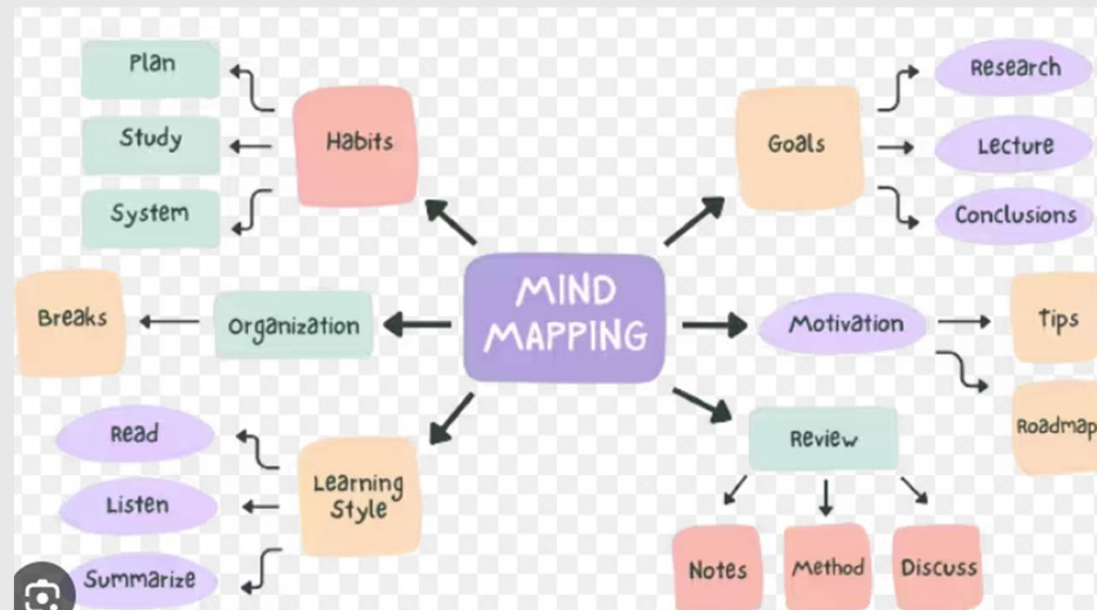 Plan
Study
System
Habits
Goals
Research
Lecture
Conclusions
MIND
MAPPING
Breaks
Organization
Motivation
Tips
Roadmap
Read
Listen
Summarize
Learning
Style
Review
Notes
Method
Discuss